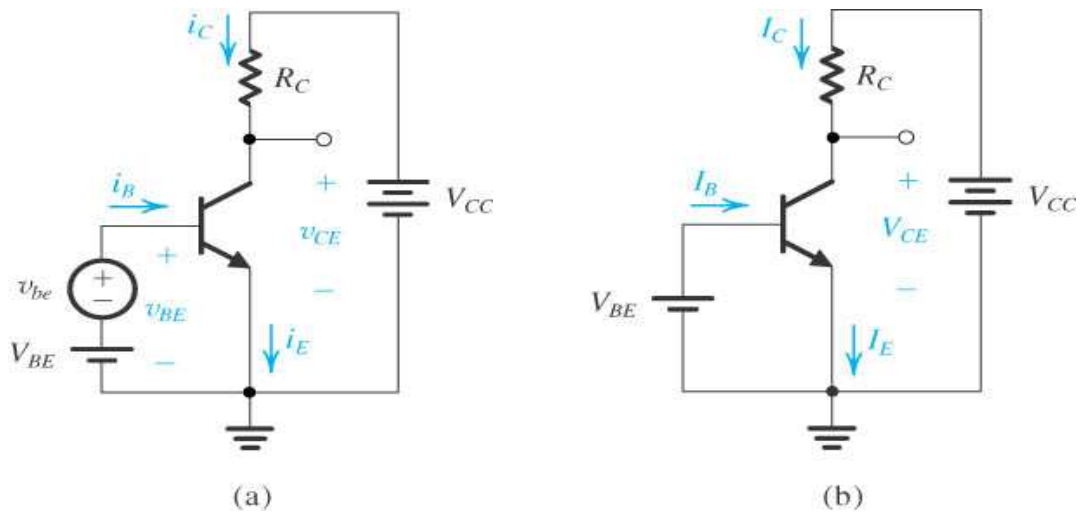 i_C
R_C
i_B
+
v_CE
−
V_CC
v_be
+
−
+
v_BE
−
V_BE
i_E
(a)
I_C
R_C
I_B
+
V_CE
−
V_CC
V_BE
I_E
(b)